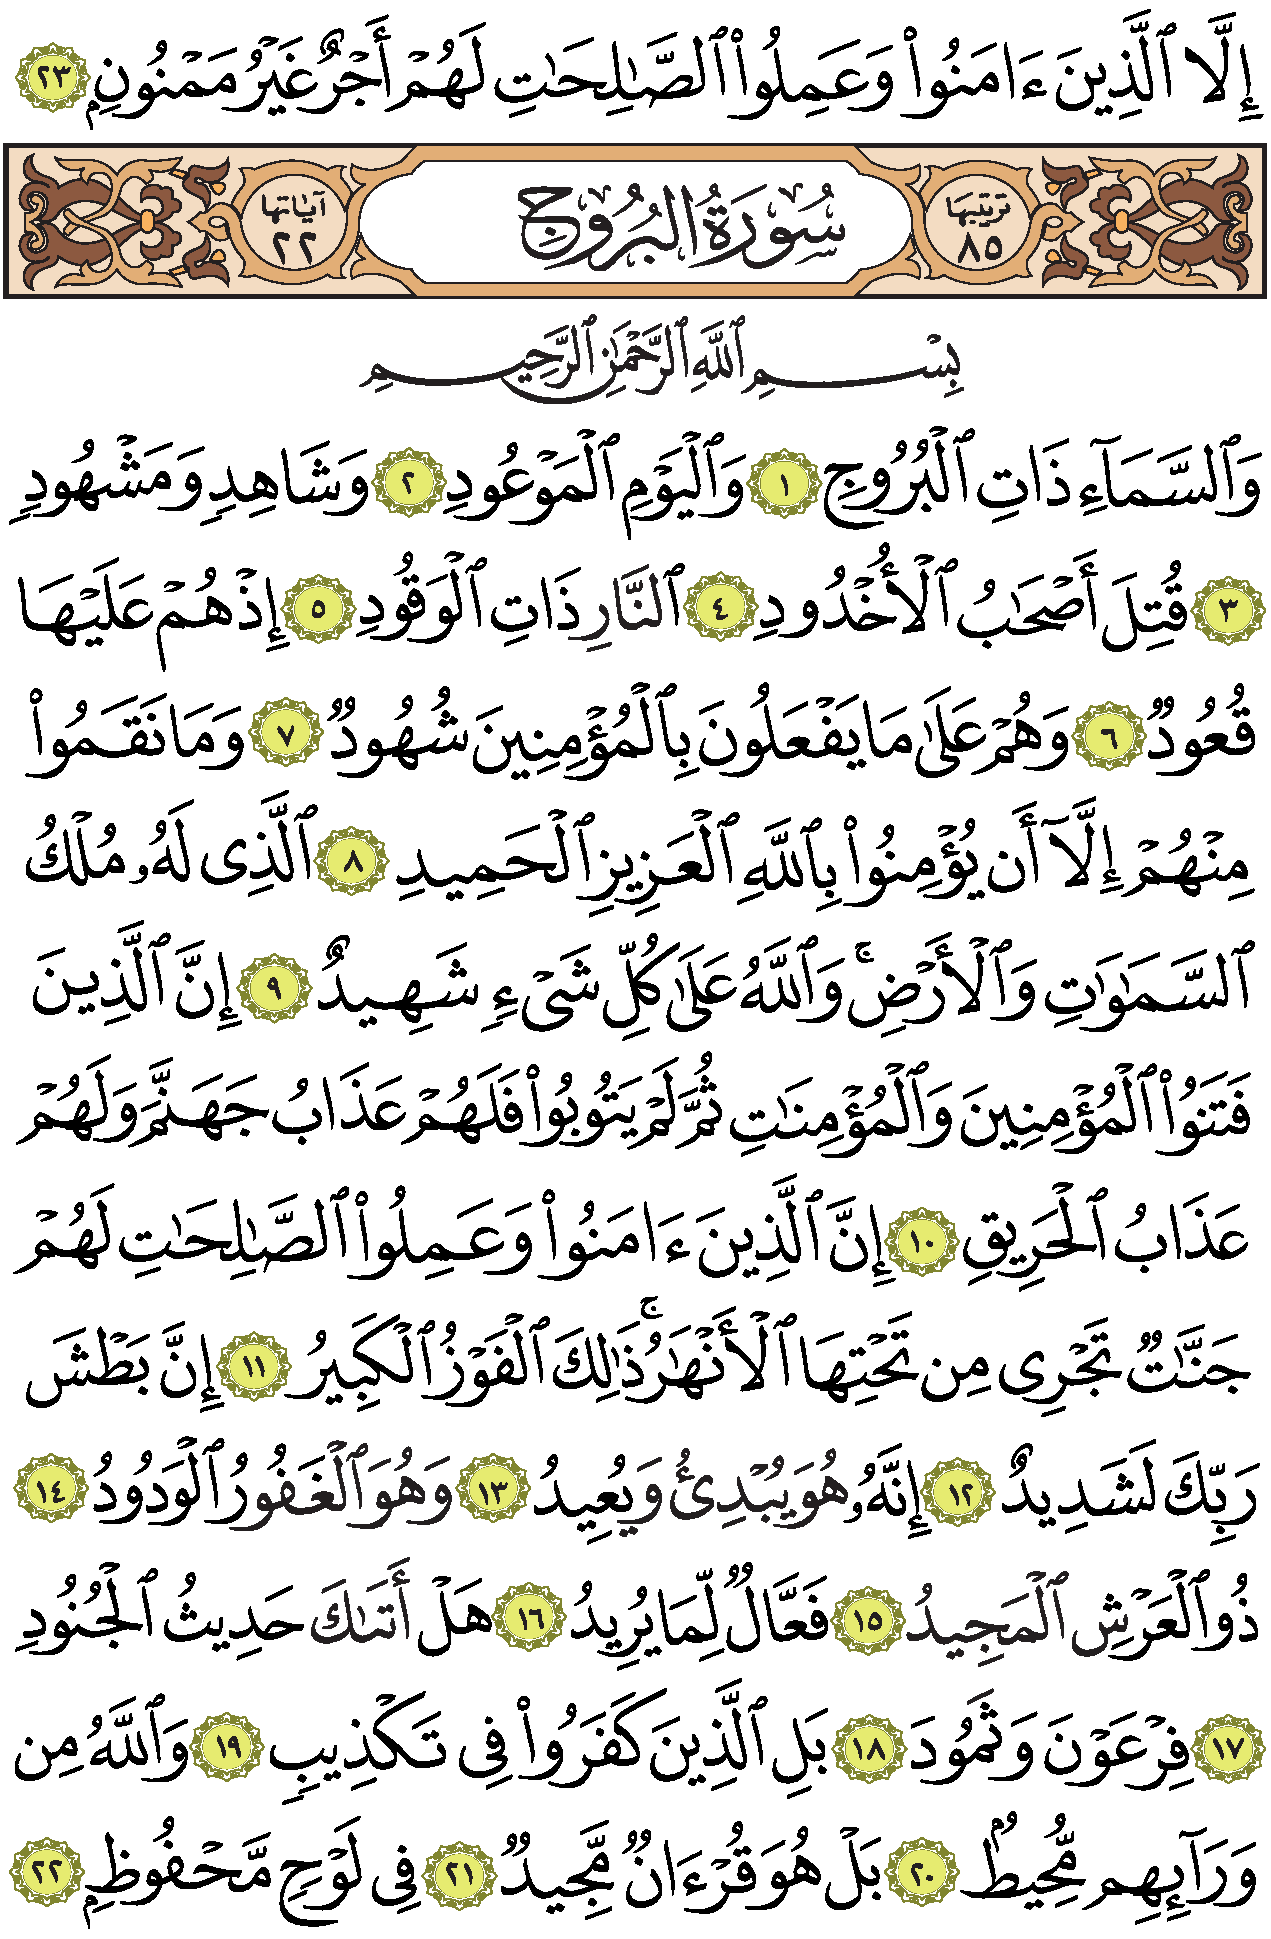 إِلَّا ٱلَّذِينَ ءَامَنُوا۟ وَعَمِلُوا۟ ٱلصَّـٰلِحَـٰتِ لَهُمْ أَجْرٌ غَيْرُ مَمْنُونٍۭ ٢٣
ترتيبها ٨٥ سُورَةُ البُرُوجِ آياتها ٢٢
بِسْمِ ٱللَّهِ ٱلرَّحْمَـٰنِ ٱلرَّحِيمِ
وَٱلسَّمَآءِ ذَاتِ ٱلْبُرُوجِ ١ وَٱلْيَوْمِ ٱلْمَوْعُودِ ٢ وَشَاهِدٍ وَمَشْهُودٍ
٣ قُتِلَ أَصْحَـٰبُ ٱلْأُخْدُودِ ٤ ٱلنَّارِ ذَاتِ ٱلْوَقُودِ ٥ إِذْ هُمْ عَلَيْهَا
قُعُودٌ ٦ وَهُمْ عَلَىٰ مَا يَفْعَلُونَ بِٱلْمُؤْمِنِينَ شُهُودٌ ٧ وَمَا نَقَمُوا۟
مِنْهُمْ إِلَّآ أَن يُؤْمِنُوا۟ بِٱللَّهِ ٱلْعَزِيزِ ٱلْحَمِيدِ ٨ ٱلَّذِى لَهُۥ مُلْكُ
ٱلسَّمَـٰوَٰتِ وَٱلْأَرْضِ ۚ وَٱللَّهُ عَلَىٰ كُلِّ شَىْءٍ شَهِيدٌ ٩ إِنَّ ٱلَّذِينَ
فَتَنُوا۟ ٱلْمُؤْمِنِينَ وَٱلْمُؤْمِنَـٰتِ ثُمَّ لَمْ يَتُوبُوا۟ فَلَهُمْ عَذَابُ جَهَنَّمَ وَلَهُمْ
عَذَابُ ٱلْحَرِيقِ ١٠ إِنَّ ٱلَّذِينَ ءَامَنُوا۟ وَعَمِلُوا۟ ٱلصَّـٰلِحَـٰتِ لَهُمْ
جَنَّـٰتٌ تَجْرِى مِن تَحْتِهَا ٱلْأَنْهَـٰرُ ۚ ذَٰلِكَ ٱلْفَوْزُ ٱلْكَبِيرُ ١١ إِنَّ بَطْشَ
رَبِّكَ لَشَدِيدٌ ١٢ إِنَّهُۥ هُوَ يُبْدِئُ وَيُعِيدُ ١٣ وَهُوَ ٱلْغَفُورُ ٱلْوَدُودُ ١٤
ذُو ٱلْعَرْشِ ٱلْمَجِيدُ ١٥ فَعَّالٌ لِّمَا يُرِيدُ ١٦ هَلْ أَتَىٰكَ حَدِيثُ ٱلْجُنُودِ
١٧ فِرْعَوْنَ وَثَمُودَ ١٨ بَلِ ٱلَّذِينَ كَفَرُوا۟ فِى تَكْذِيبٍ ١٩ وَٱللَّهُ مِن
وَرَآئِهِم مُّحِيطٌۢ ٢٠ بَلْ هُوَ قُرْءَانٌ مَّجِيدٌ ٢١ فِى لَوْحٍ مَّحْفُوظٍۭ ٢٢